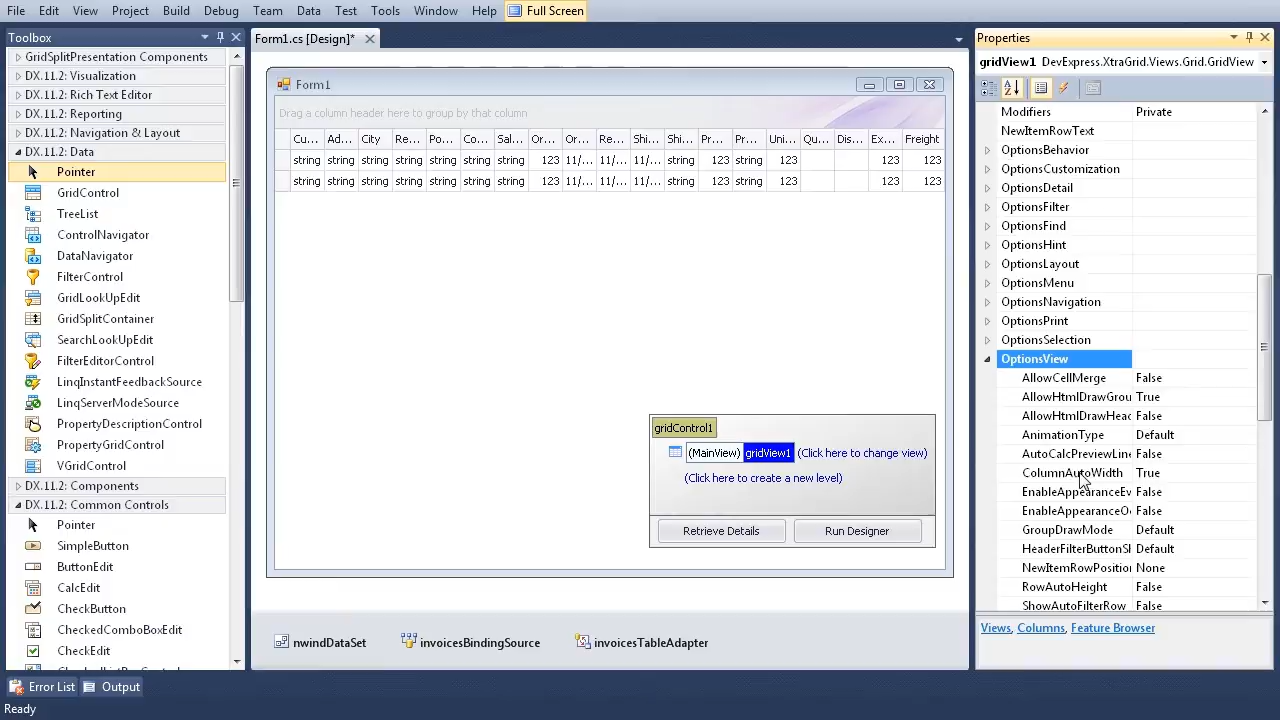 File Edit View Project Build Debug Team Data Test Tools Window Help Full Screen
Toolbox
GridSplitPresentation Components
DX.11.2: Visualization
DX.11.2: Rich Text Editor
DX.11.2: Reporting
DX.11.2: Navigation & Layout
DX.11.2: Data
Pointer
GridControl
TreeList
ControlNavigator
DataNavigator
FilterControl
GridLookUpEdit
GridSplitContainer
SearchLookUpEdit
FilterEditorControl
LinqInstantFeedbackSource
LinqServerModeSource
PropertyDescriptionControl
PropertyGridControl
VGridControl
DX.11.2: Components
DX.11.2: Common Controls
Pointer
SimpleButton
ButtonEdit
CalcEdit
CheckButton
CheckedComboBoxEdit
CheckEdit
Form1.cs [Design]*
Form1
Drag a column header here to group by that column
Cu... Ad... City Re... Po... Co... Sal... Or... Or... Re... Shi... Shi... Pr... Pr... Uni... Qu... Dis... Ex... Freight
string string string string string string string 123 11/... 11/... 11/... string 123 string 123 123 123
string string string string string string string 123 11/... 11/... 11/... string 123 string 123 123 123
gridControl1
(MainView) gridView1 (Click here to change view)
(Click here to create a new level)
Retrieve Details Run Designer
nwindDataSet invoicesBindingSource invoicesTableAdapter
Properties
gridView1 DevExpress.XtraGrid.Views.Grid.GridView
Modifiers Private
NewItemRowText
OptionsBehavior
OptionsCustomization
OptionsDetail
OptionsFilter
OptionsFind
OptionsHint
OptionsLayout
OptionsMenu
OptionsNavigation
OptionsPrint
OptionsSelection
OptionsView
AllowCellMerge False
AllowHtmlDrawGrou True
AllowHtmlDrawHead False
AnimationType Default
AutoCalcPreviewLine False
ColumnAutoWidth True
EnableAppearanceEv False
EnableAppearanceOd False
GroupDrawMode Default
HeaderFilterButtonSh Default
NewItemRowPosition None
RowAutoHeight False
ShowAutoFilterRow False
Views, Columns, Feature Browser
Error List Output
Ready